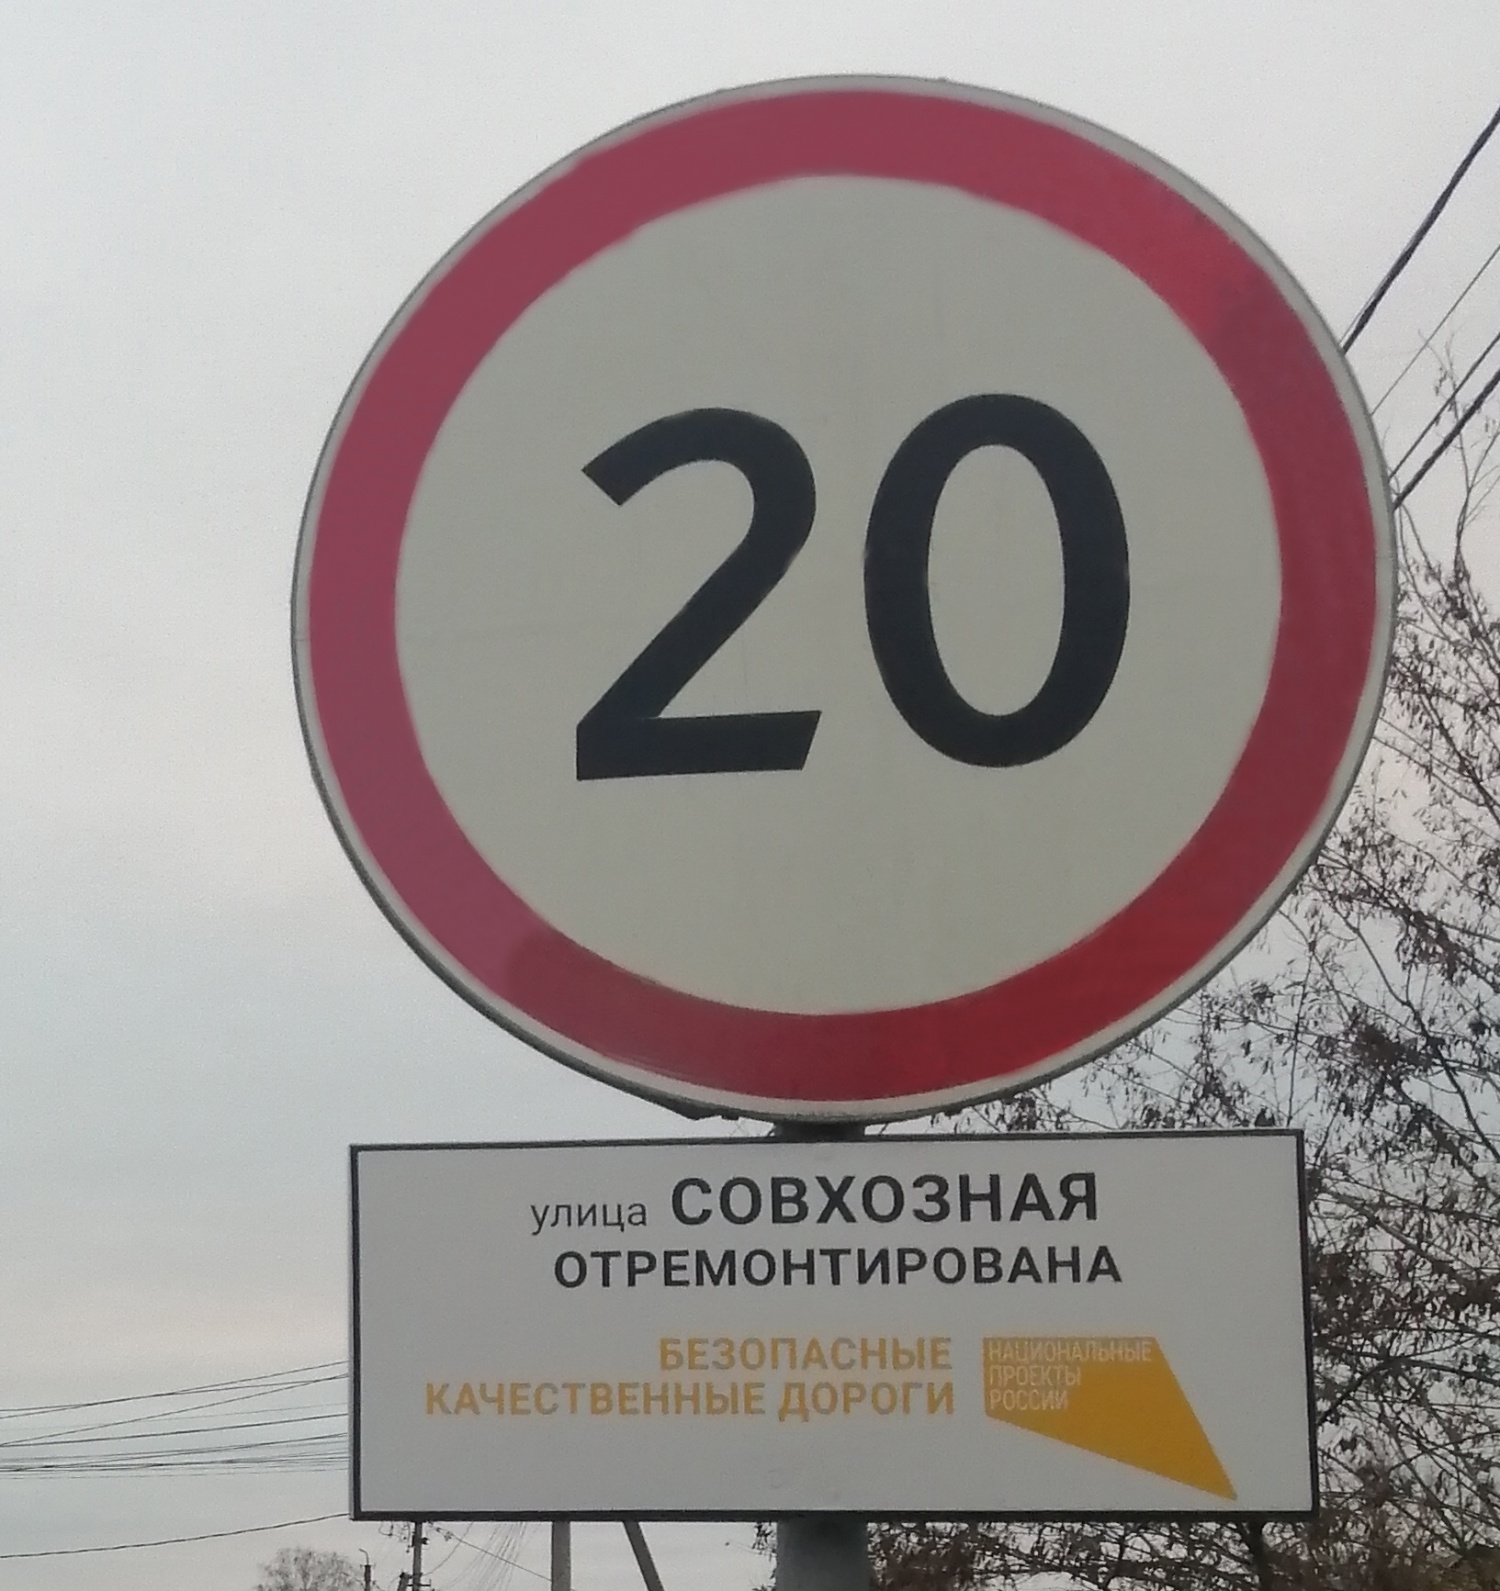 20
улица СОВХОЗНАЯ
ОТРЕМОНТИРОВАНА
БЕЗОПАСНЫЕ
КАЧЕСТВЕННЫЕ ДОРОГИ
НАЦИОНАЛЬНЫЕ
ПРОЕКТЫ
РОССИИ